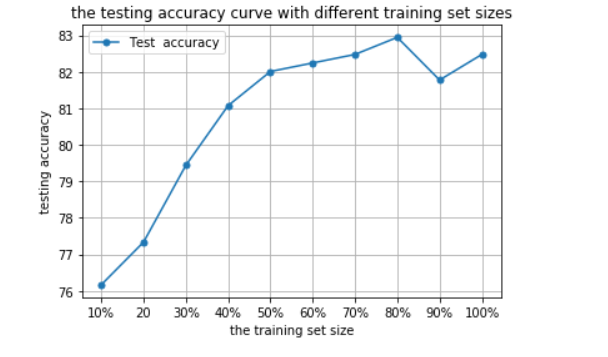 the testing accuracy curve with different training set sizes
Test accuracy
83
82
81
80
79
78
77
76
testing accuracy
10% 20 30% 40% 50% 60% 70% 80% 90% 100%
the training set size